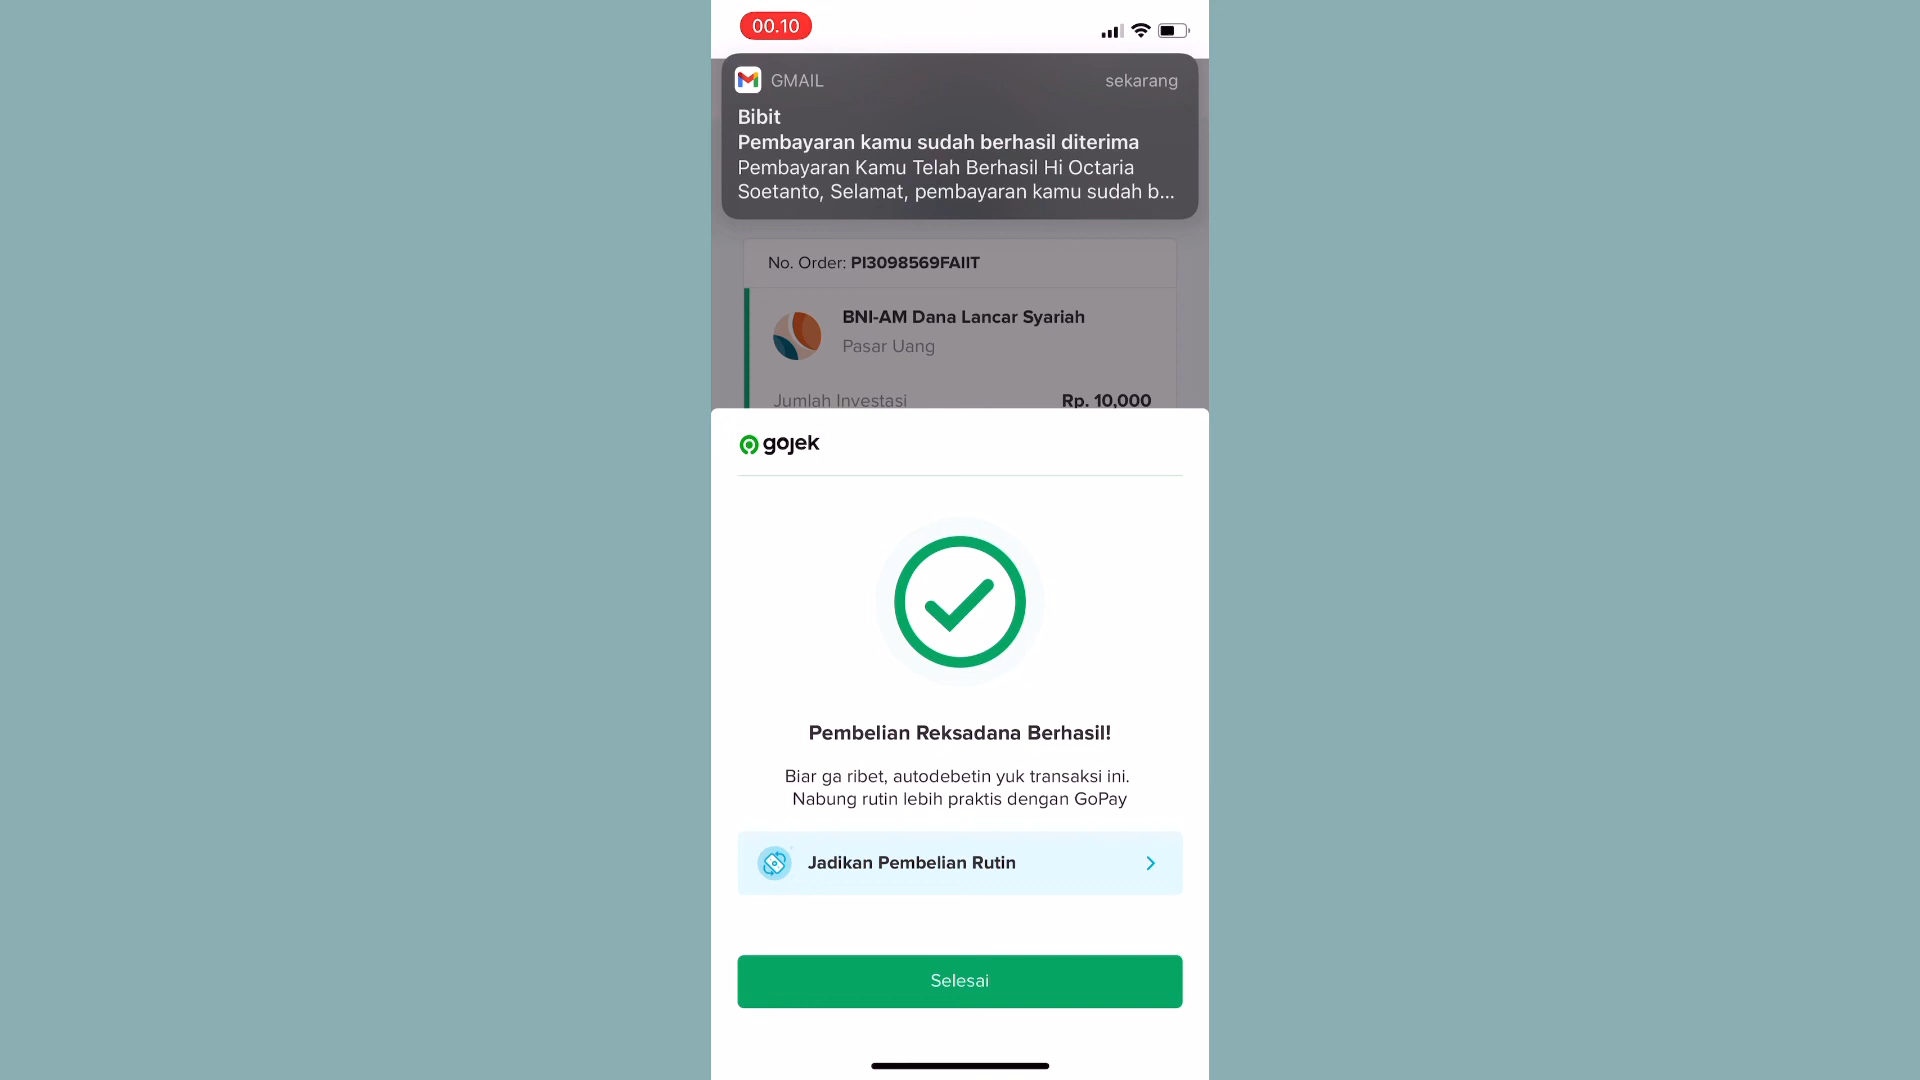 00.10
GMAIL
sekarang
Bibit
Pembayaran kamu sudah berhasil diterima
Pembayaran Kamu Telah Berhasil Hi Octaria
Soetanto, Selamat, pembayaran kamu sudah b...
No. Order: PI3098569FAIIT
BNI-AM Dana Lancar Syariah
Pasar Uang
Jumlah Investasi Rp. 10,000
gojek
Pembelian Reksadana Berhasil!
Biar ga ribet, autodebetin yuk transaksi ini.
Nabung rutin lebih praktis dengan GoPay
Jadikan Pembelian Rutin
Selesai